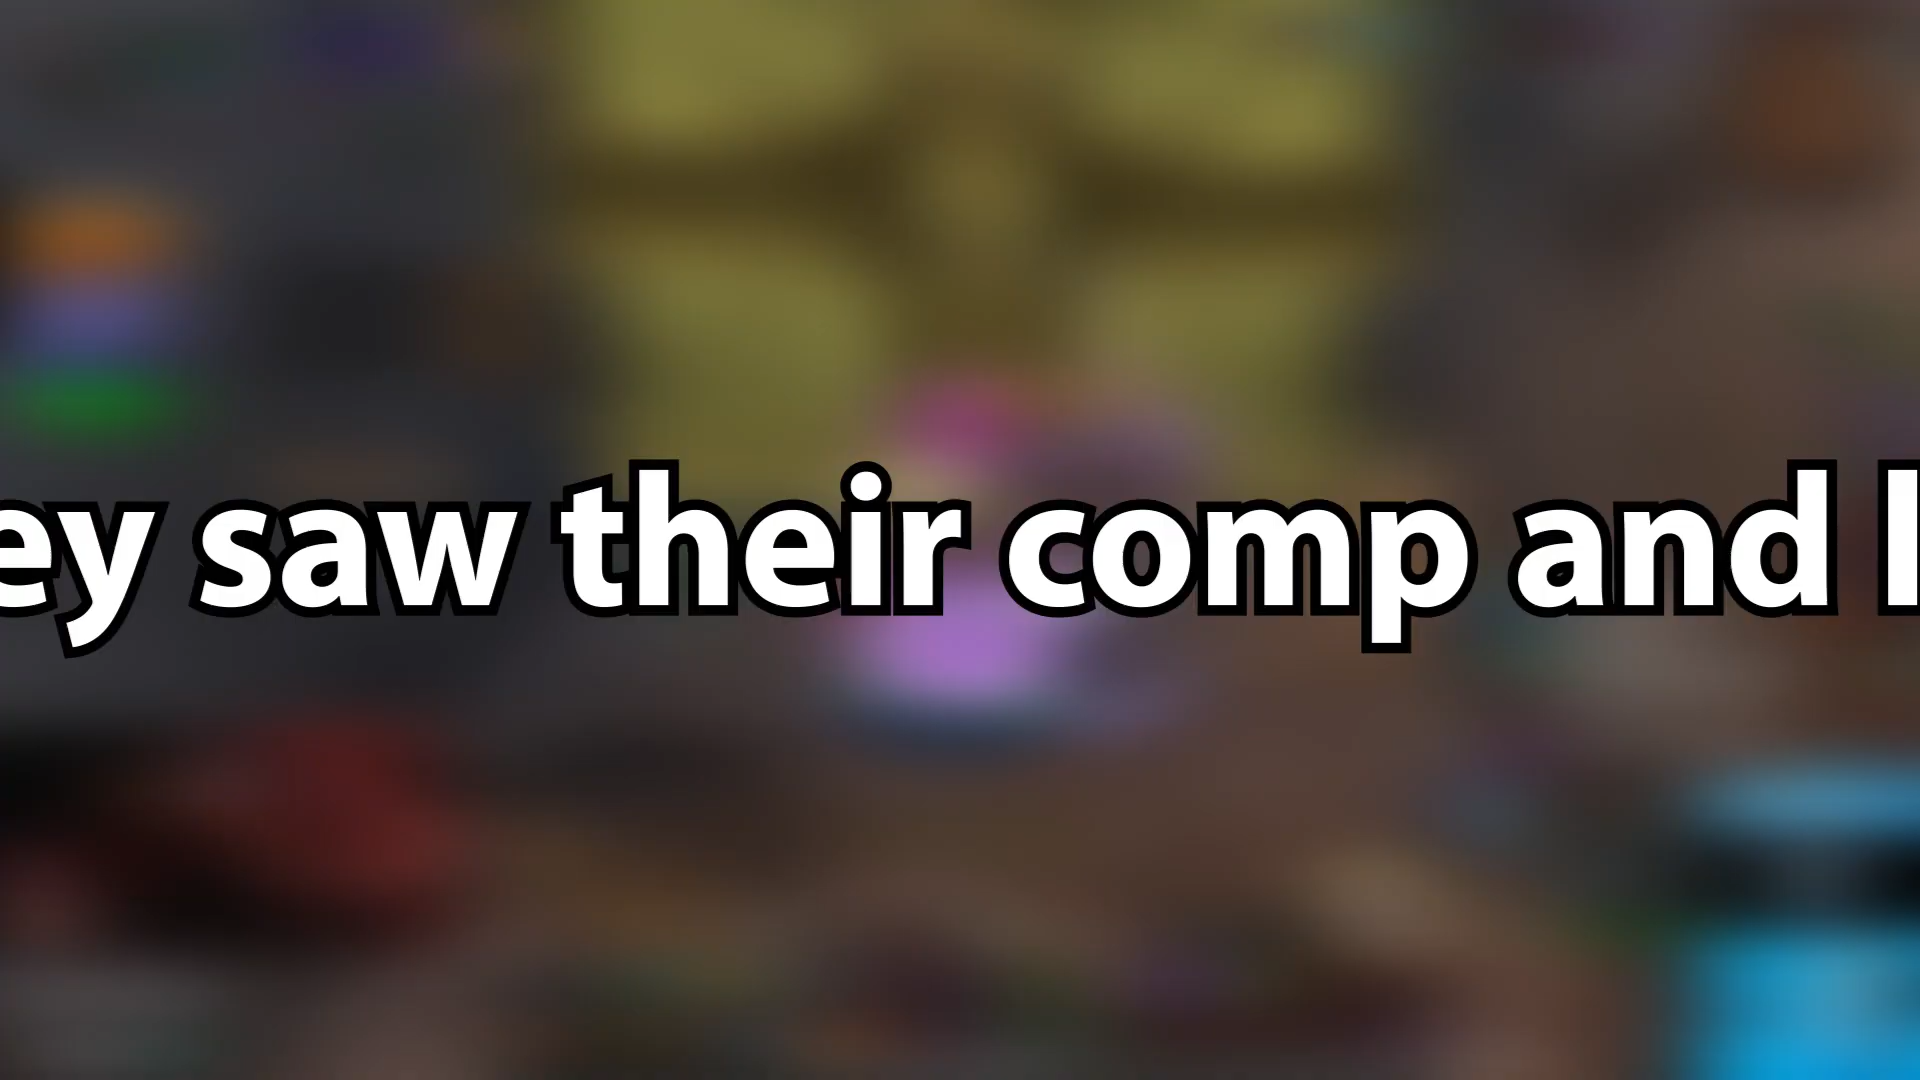 ey saw their comp and